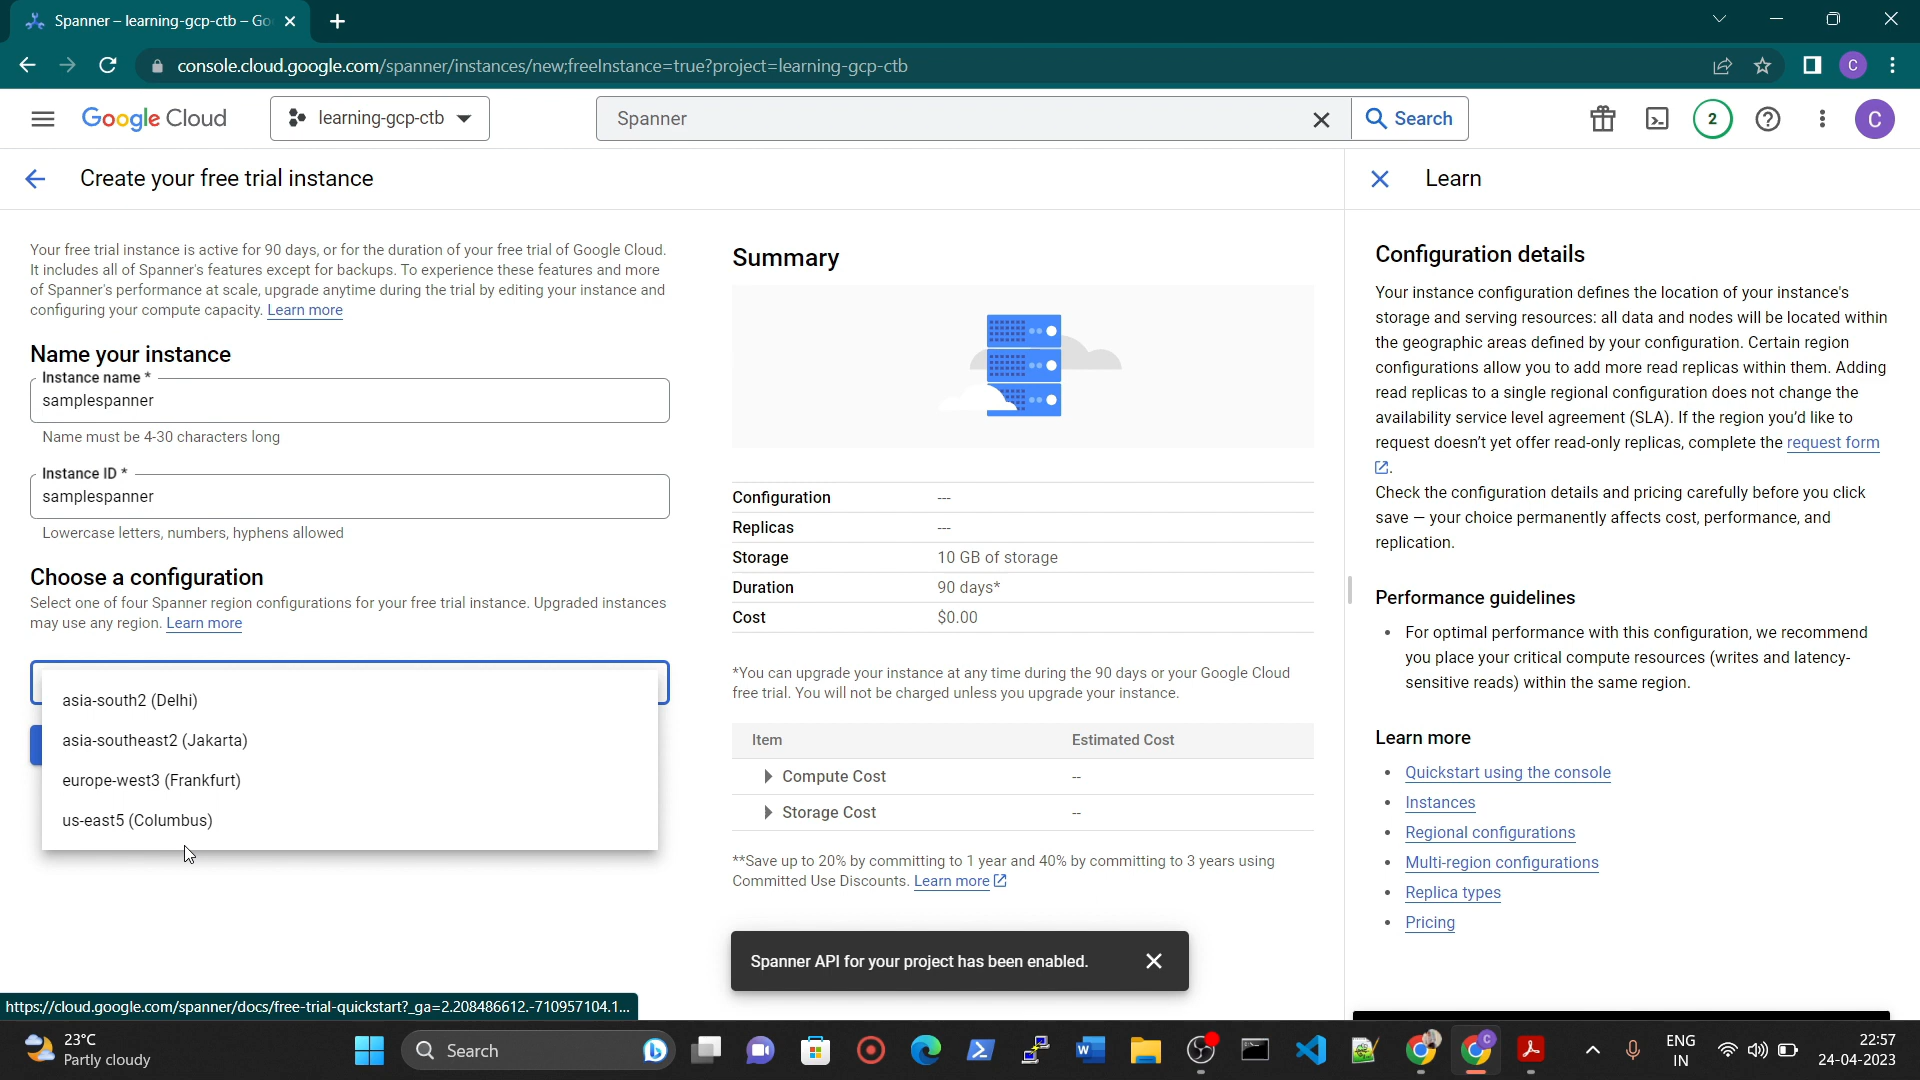 Spanner – learning-gcp-ctb – Go
console.cloud.google.com/spanner/instances/new;freeInstance=true?project=learning-gcp-ctb
C
Google Cloud
learning-gcp-ctb
Spanner
Search
2
C
Create your free trial instance
Your free trial instance is active for 90 days, or for the duration of your free trial of Google Cloud.
It includes all of Spanner's features except for backups. To experience these features and more
of Spanner's performance at scale, upgrade anytime during the trial by editing your instance and
configuring your compute capacity. Learn more
Name your instance
Instance name *
samplespanner
Name must be 4-30 characters long
Instance ID *
samplespanner
Lowercase letters, numbers, hyphens allowed
Choose a configuration
Select one of four Spanner region configurations for your free trial instance. Upgraded instances
may use any region. Learn more
asia-south2 (Delhi)
asia-southeast2 (Jakarta)
europe-west3 (Frankfurt)
us-east5 (Columbus)
Summary
Configuration ---
Replicas ---
Storage 10 GB of storage
Duration 90 days*
Cost $0.00
*You can upgrade your instance at any time during the 90 days or your Google Cloud
free trial. You will not be charged unless you upgrade your instance.
Item Estimated Cost
Compute Cost --
Storage Cost --
**Save up to 20% by committing to 1 year and 40% by committing to 3 years using
Committed Use Discounts. Learn more
Spanner API for your project has been enabled.
Learn
Configuration details
Your instance configuration defines the location of your instance's
storage and serving resources: all data and nodes will be located within
the geographic areas defined by your configuration. Certain region
configurations allow you to add more read replicas within them. Adding
read replicas to a single regional configuration does not change the
availability service level agreement (SLA). If the region you'd like to
request doesn't yet offer read-only replicas, complete the request form
.
Check the configuration details and pricing carefully before you click
save — your choice permanently affects cost, performance, and
replication.
Performance guidelines
• For optimal performance with this configuration, we recommend
you place your critical compute resources (writes and latency-
sensitive reads) within the same region.
Learn more
• Quickstart using the console
• Instances
• Regional configurations
• Multi-region configurations
• Replica types
• Pricing
https://cloud.google.com/spanner/docs/free-trial-quickstart?_ga=2.208486612.-710957104.1...
23°C
Partly cloudy
Search
ENG
IN
22:57
24-04-2023